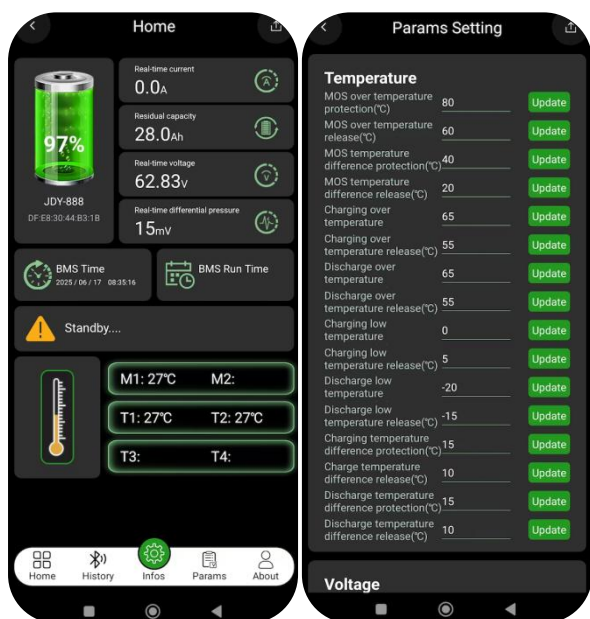 Home
97%
JDY-888
DF:E8:30:44:B3:1B
Real-time current
0.0A
Residual capacity
28.0Ah
Real-time voltage
62.83V
Real-time differential pressure
15mV
BMS Time
2025 / 06 / 17 08:35:16
BMS Run Time
Standby....
M1: 27℃ M2:
T1: 27℃ T2: 27℃
T3: T4:
Home History Infos Params About
Params Setting
Temperature
MOS over temperature
protection(℃) 80 Update
MOS over temperature
release(℃) 60 Update
MOS temperature
difference protection(℃) 40 Update
MOS temperature
difference release(℃) 20 Update
Charging over
temperature 65 Update
Charging over
temperature release(℃) 55 Update
Discharge over
temperature 65 Update
Discharge over
temperature release(℃) 55 Update
Charging low
temperature 0 Update
Charging low
temperature release(℃) 5 Update
Discharge low
temperature -20 Update
Discharge low
temperature release(℃) -15 Update
Charging temperature
difference protection(℃) 15 Update
Charge temperature
difference release(℃) 10 Update
Discharge temperature
difference protection(℃) 15 Update
Discharge temperature
difference release(℃) 10 Update
Voltage